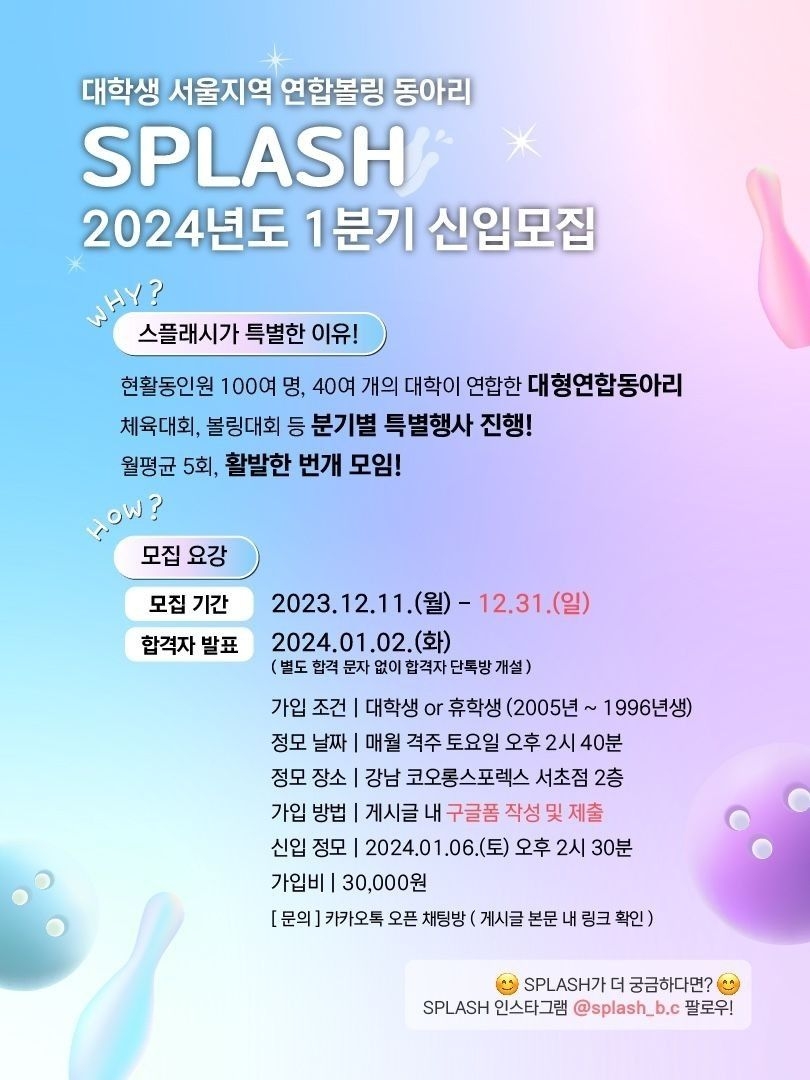 대학생 서울지역 연합볼링 동아리
SPLASH
2024년도 1분기 신입모집
WHY?
스플래시가 특별한 이유!
현활동인원 100여 명, 40여 개의 대학이 연합한 대형연합동아리
체육대회, 볼링대회 등 분기별 특별행사 진행!
월평균 5회, 활발한 번개 모임!
HOW?
모집 요강
모집 기간 2023.12.11.(월) - 12.31.(일)
합격자 발표 2024.01.02.(화)
( 별도 합격 문자 없이 합격자 단톡방 개설 )
가입 조건 | 대학생 or 휴학생 (2005년 ~ 1996년생)
정모 날짜 | 매월 격주 토요일 오후 2시 40분
정모 장소 | 강남 코오롱스포렉스 서초점 2층
가입 방법 | 게시글 내 구글폼 작성 및 제출
신입 정모 | 2024.01.06.(토) 오후 2시 30분
가입비 | 30,000원
[ 문의 ] 카카오톡 오픈 채팅방 ( 게시글 본문 내 링크 확인 )
😊 SPLASH가 더 궁금하다면? 😊
SPLASH 인스타그램 @splash_b.c 팔로우!